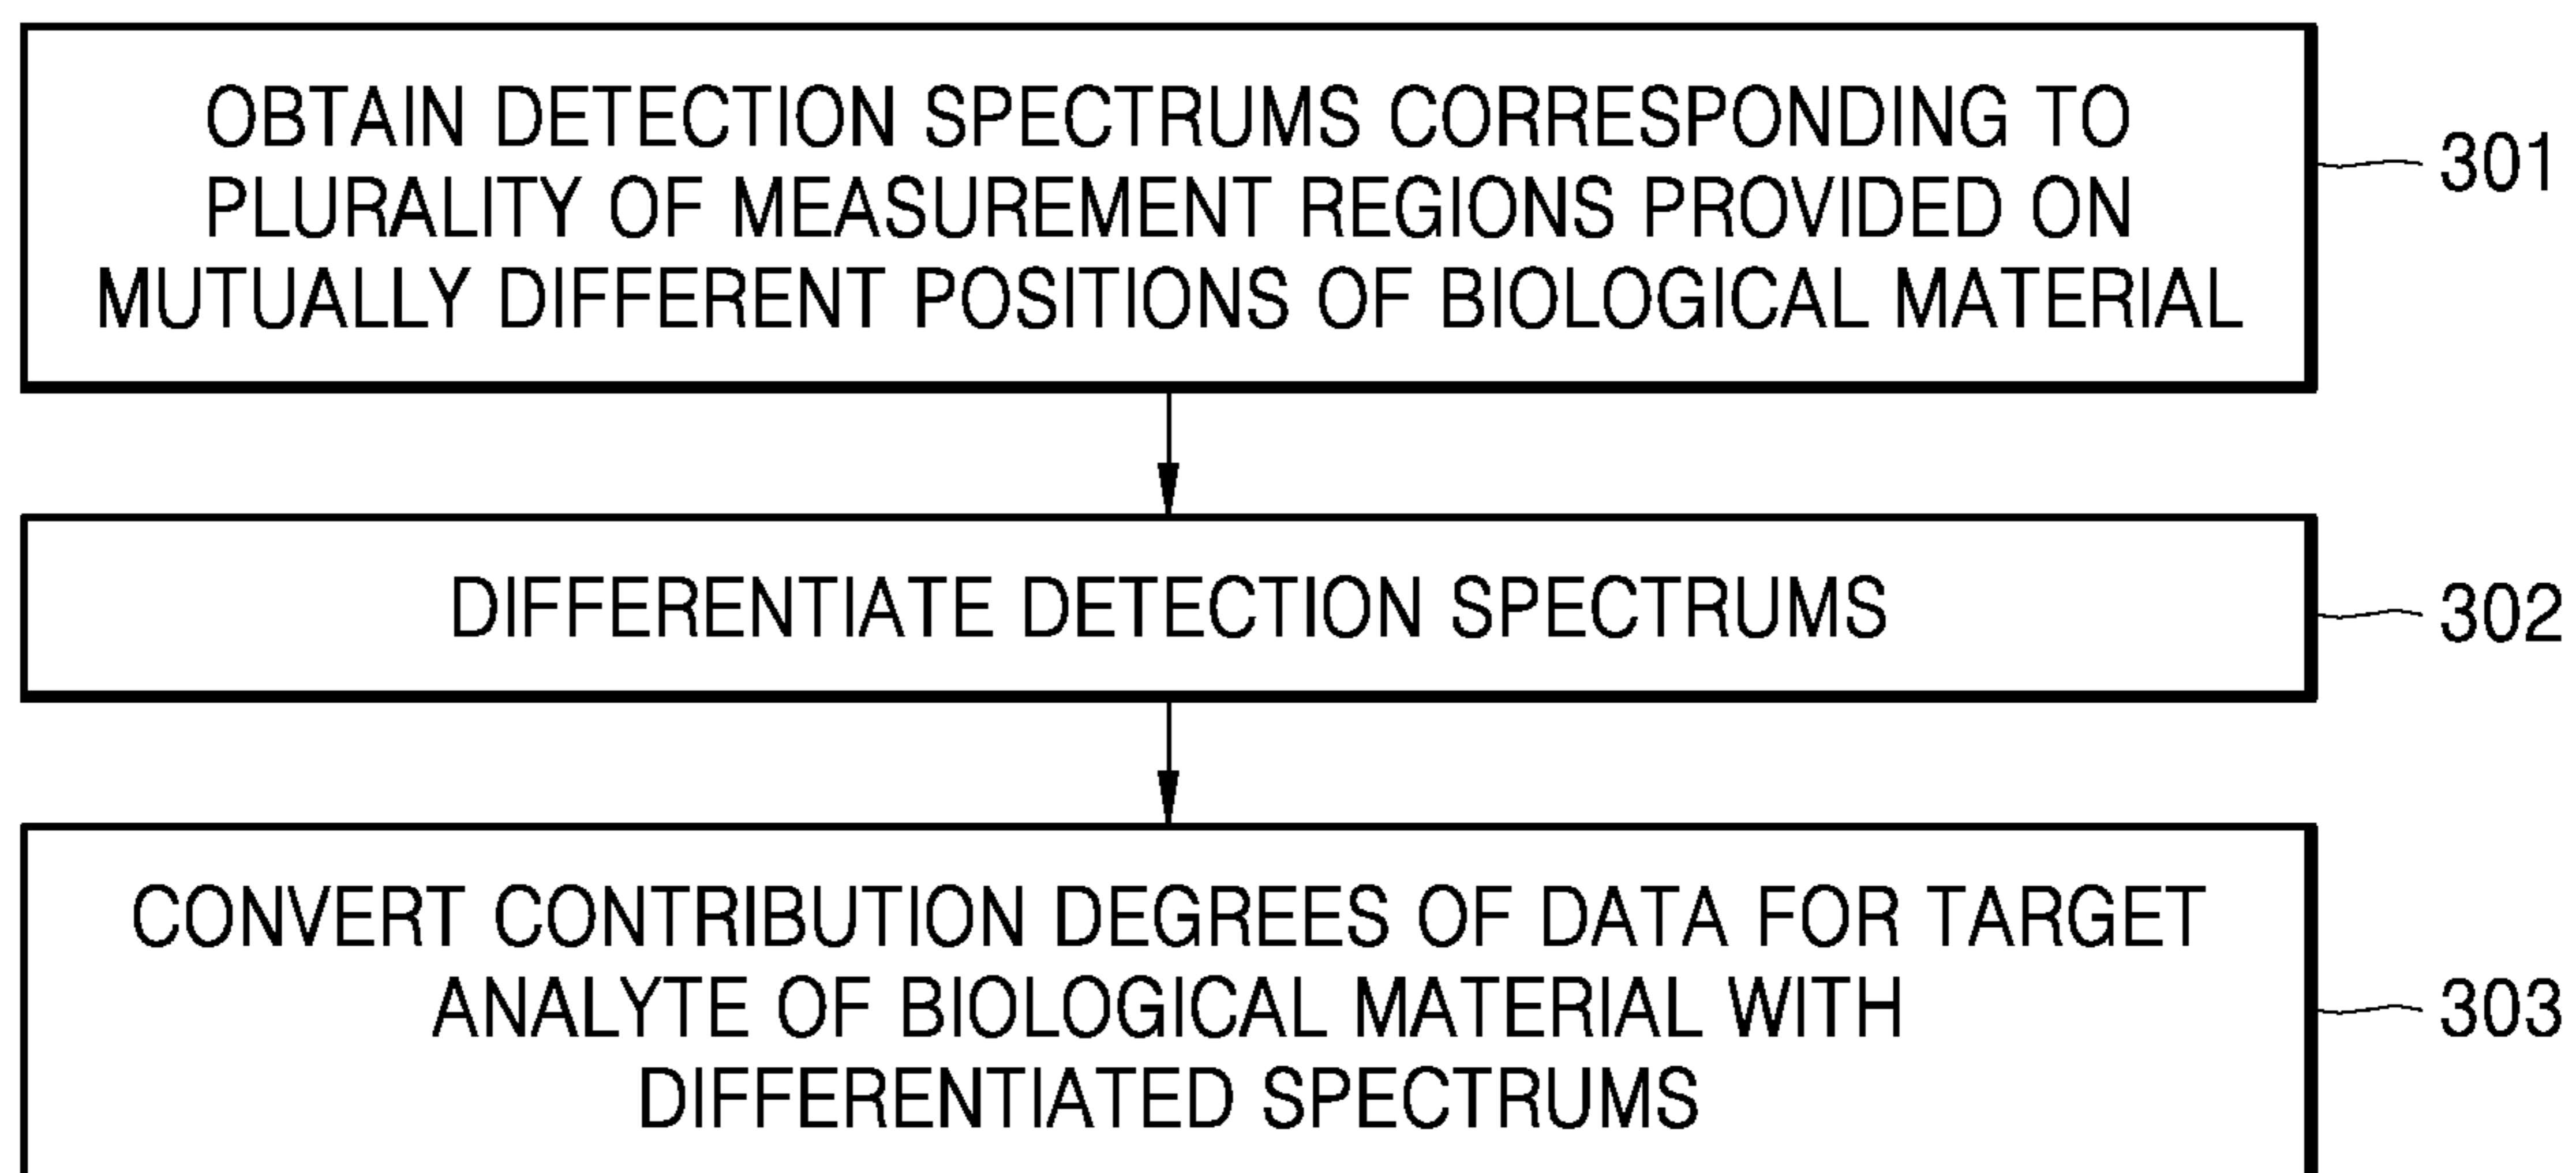 OBTAIN DETECTION SPECTRUMS CORRESPONDING TO
PLURALITY OF MEASUREMENT REGIONS PROVIDED ON
MUTUALLY DIFFERENT POSITIONS OF BIOLOGICAL MATERIAL
301
DIFFERENTIATE DETECTION SPECTRUMS
302
CONVERT CONTRIBUTION DEGREES OF DATA FOR TARGET
ANALYTE OF BIOLOGICAL MATERIAL WITH
DIFFERENTIATED SPECTRUMS
303